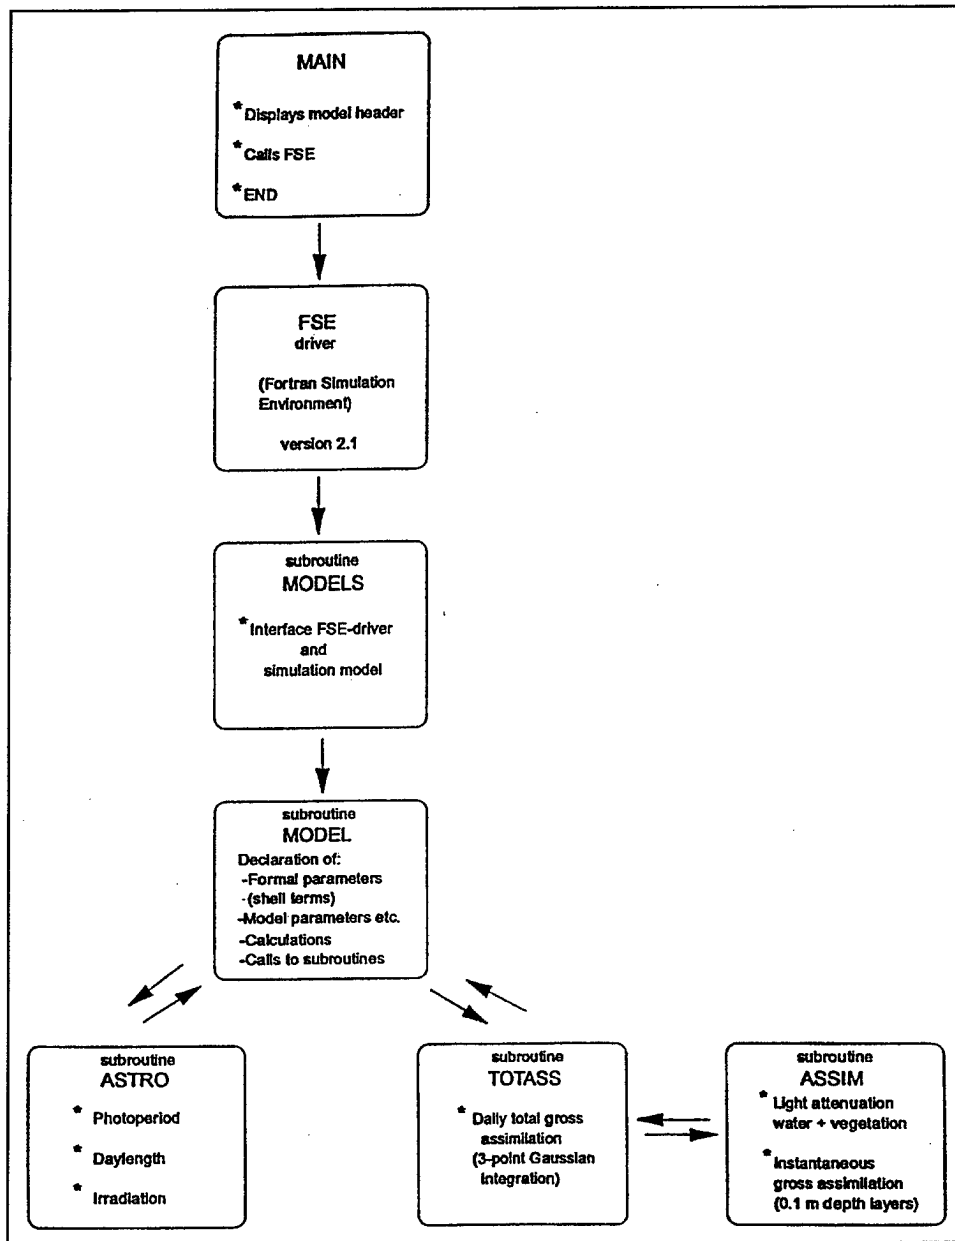 MAIN
* Displays model header
* Calls FSE
* END
FSE
driver
(Fortran Simulation
Environment)
version 2.1
subroutine
MODELS
* Interface FSE-driver
and
simulation model
subroutine
MODEL
Declaration of:
-Formal parameters
-(shell terms)
-Model parameters etc.
-Calculations
-Calls to subroutines
subroutine
ASTRO
* Photoperiod
* Daylength
* Irradiation
subroutine
TOTASS
* Daily total gross
assimilation
(3-point Gaussian
Integration)
subroutine
ASSIM
* Light attenuation
water + vegetation
* Instantaneous
gross assimilation
(0.1 m depth layers)